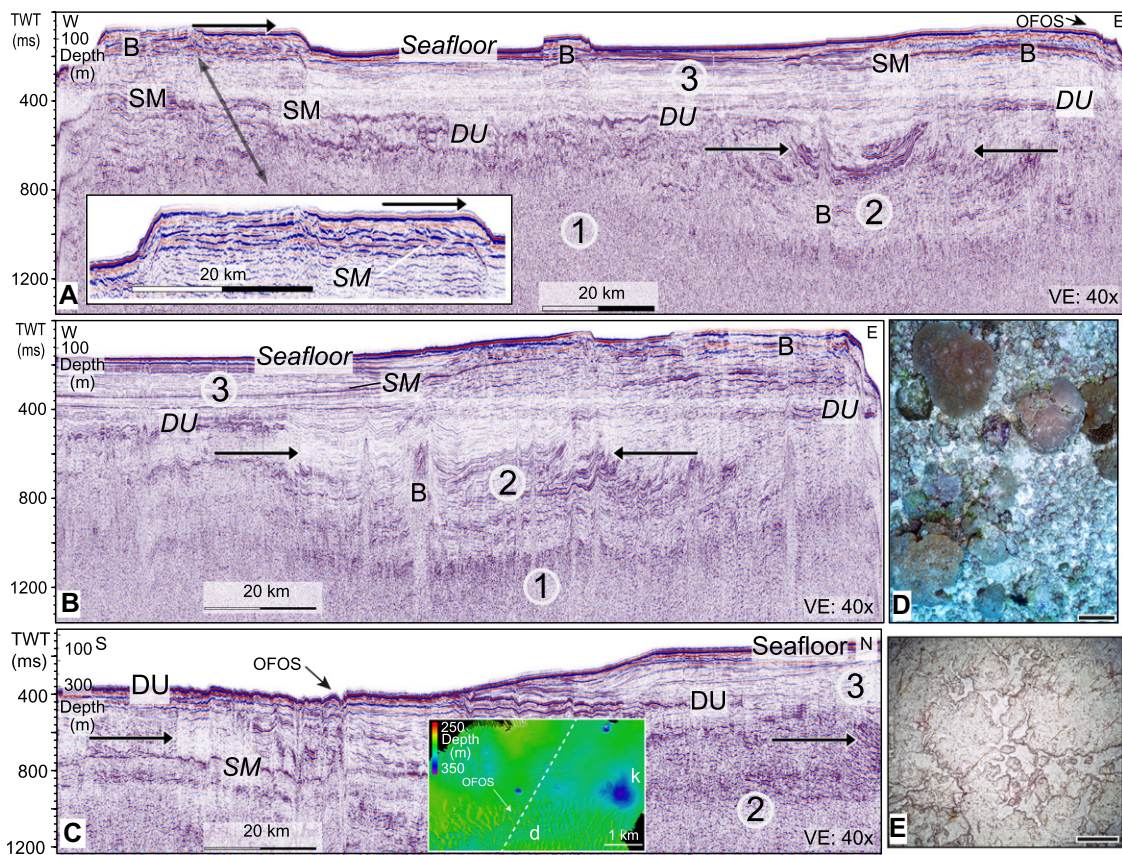 TWT
(ms)
W
OFOS
E
100
Depth
(m)
B
Seafloor
B
SM
B
3
SM
SM
DU
DU
DU
400
800
B
2
1
SM
20 km
1200
A
20 km
VE: 40x
TWT
(ms)
W
E
100
Depth
(m)
Seafloor
B
3
SM
400
DU
DU
2
B
800
1
1200
20 km
B
VE: 40x
D
TWT
(ms)
100
S
Seafloor
N
OFOS
300
DU
DU
3
400
Depth
(m)
SM
250
Depth
(m)
350
k
OFOS
800
d
1 km
2
20 km
1200
C
VE: 40x
E